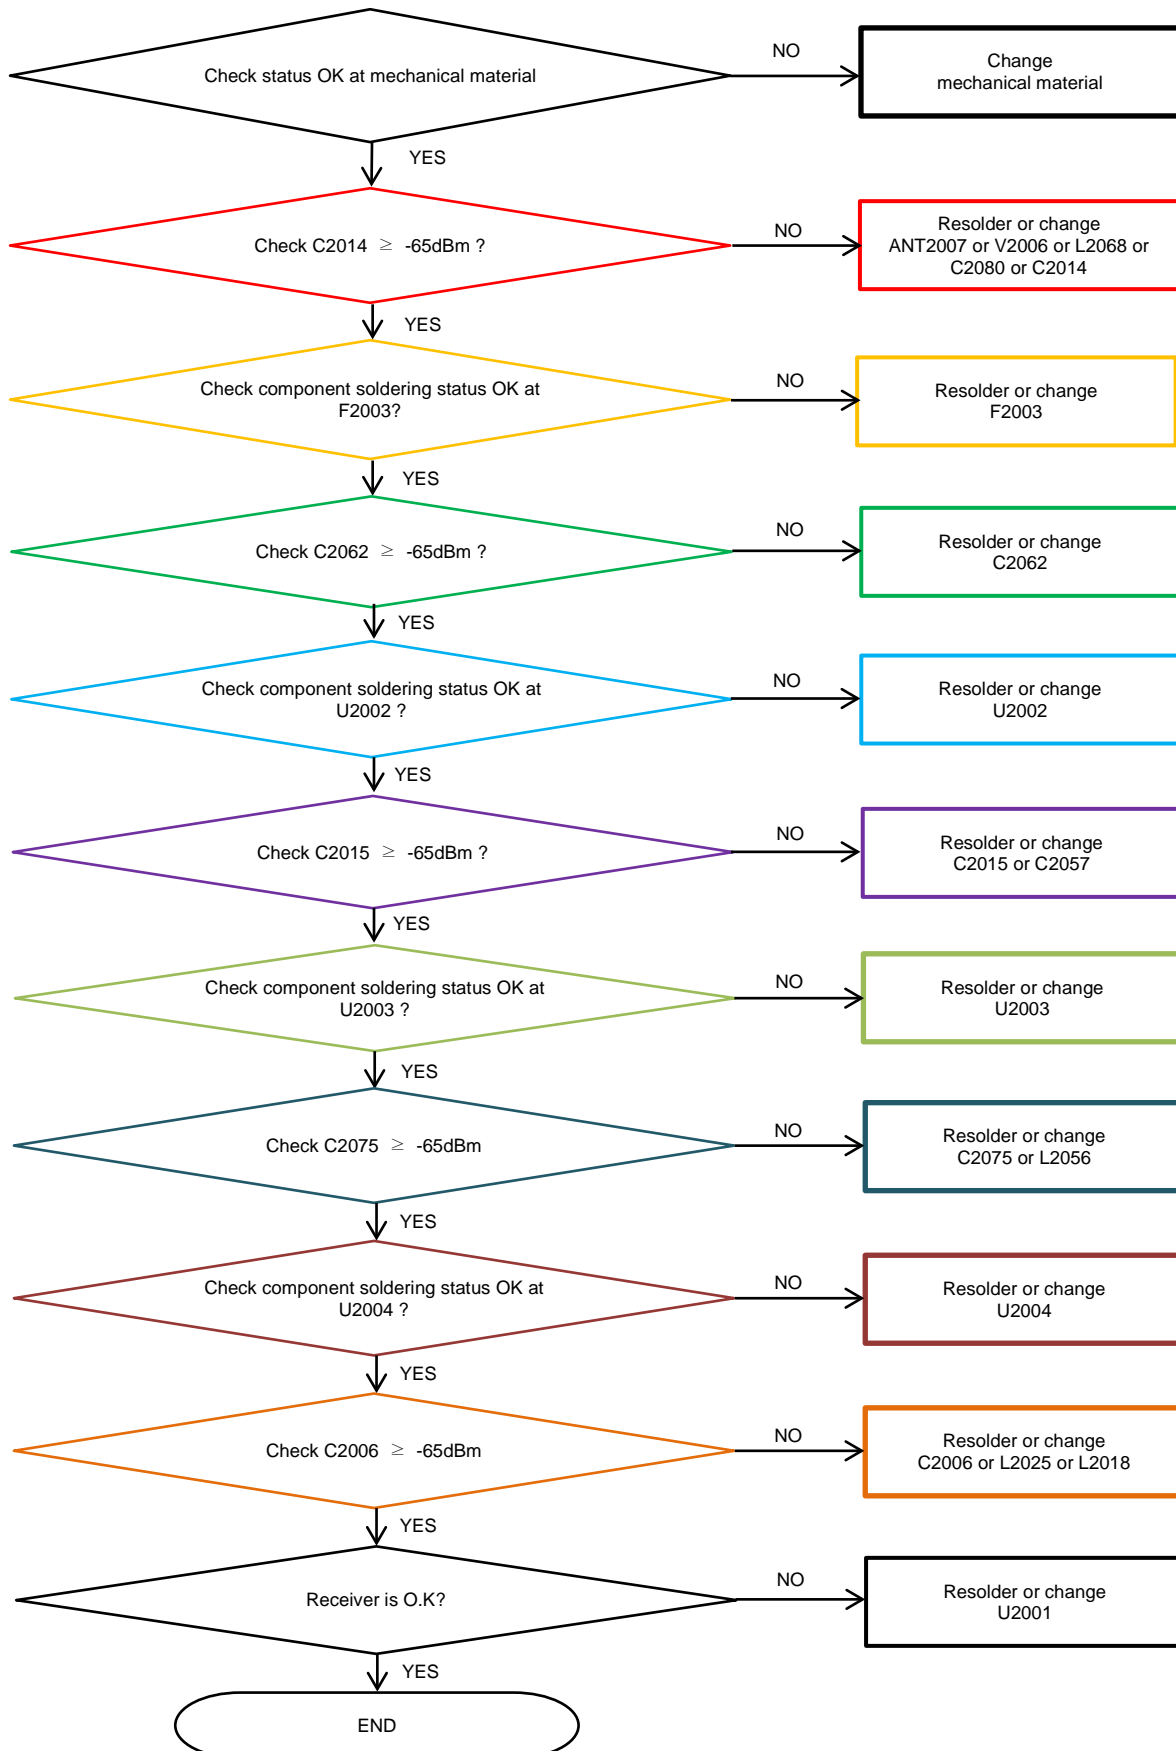 Check status OK at mechanical material
NO
Change
mechanical material
YES
Check C2014 ≥ -65dBm ?
NO
Resolder or change
ANT2007 or V2006 or L2068 or
C2080 or C2014
YES
Check component soldering status OK at
F2003?
NO
Resolder or change
F2003
YES
Check C2062 ≥ -65dBm ?
NO
Resolder or change
C2062
YES
Check component soldering status OK at
U2002 ?
NO
Resolder or change
U2002
YES
Check C2015 ≥ -65dBm ?
NO
Resolder or change
C2015 or C2057
YES
Check component soldering status OK at
U2003 ?
NO
Resolder or change
U2003
YES
Check C2075 ≥ -65dBm
NO
Resolder or change
C2075 or L2056
YES
Check component soldering status OK at
U2004 ?
NO
Resolder or change
U2004
YES
Check C2006 ≥ -65dBm
NO
Resolder or change
C2006 or L2025 or L2018
YES
Receiver is O.K?
NO
Resolder or change
U2001
YES
END